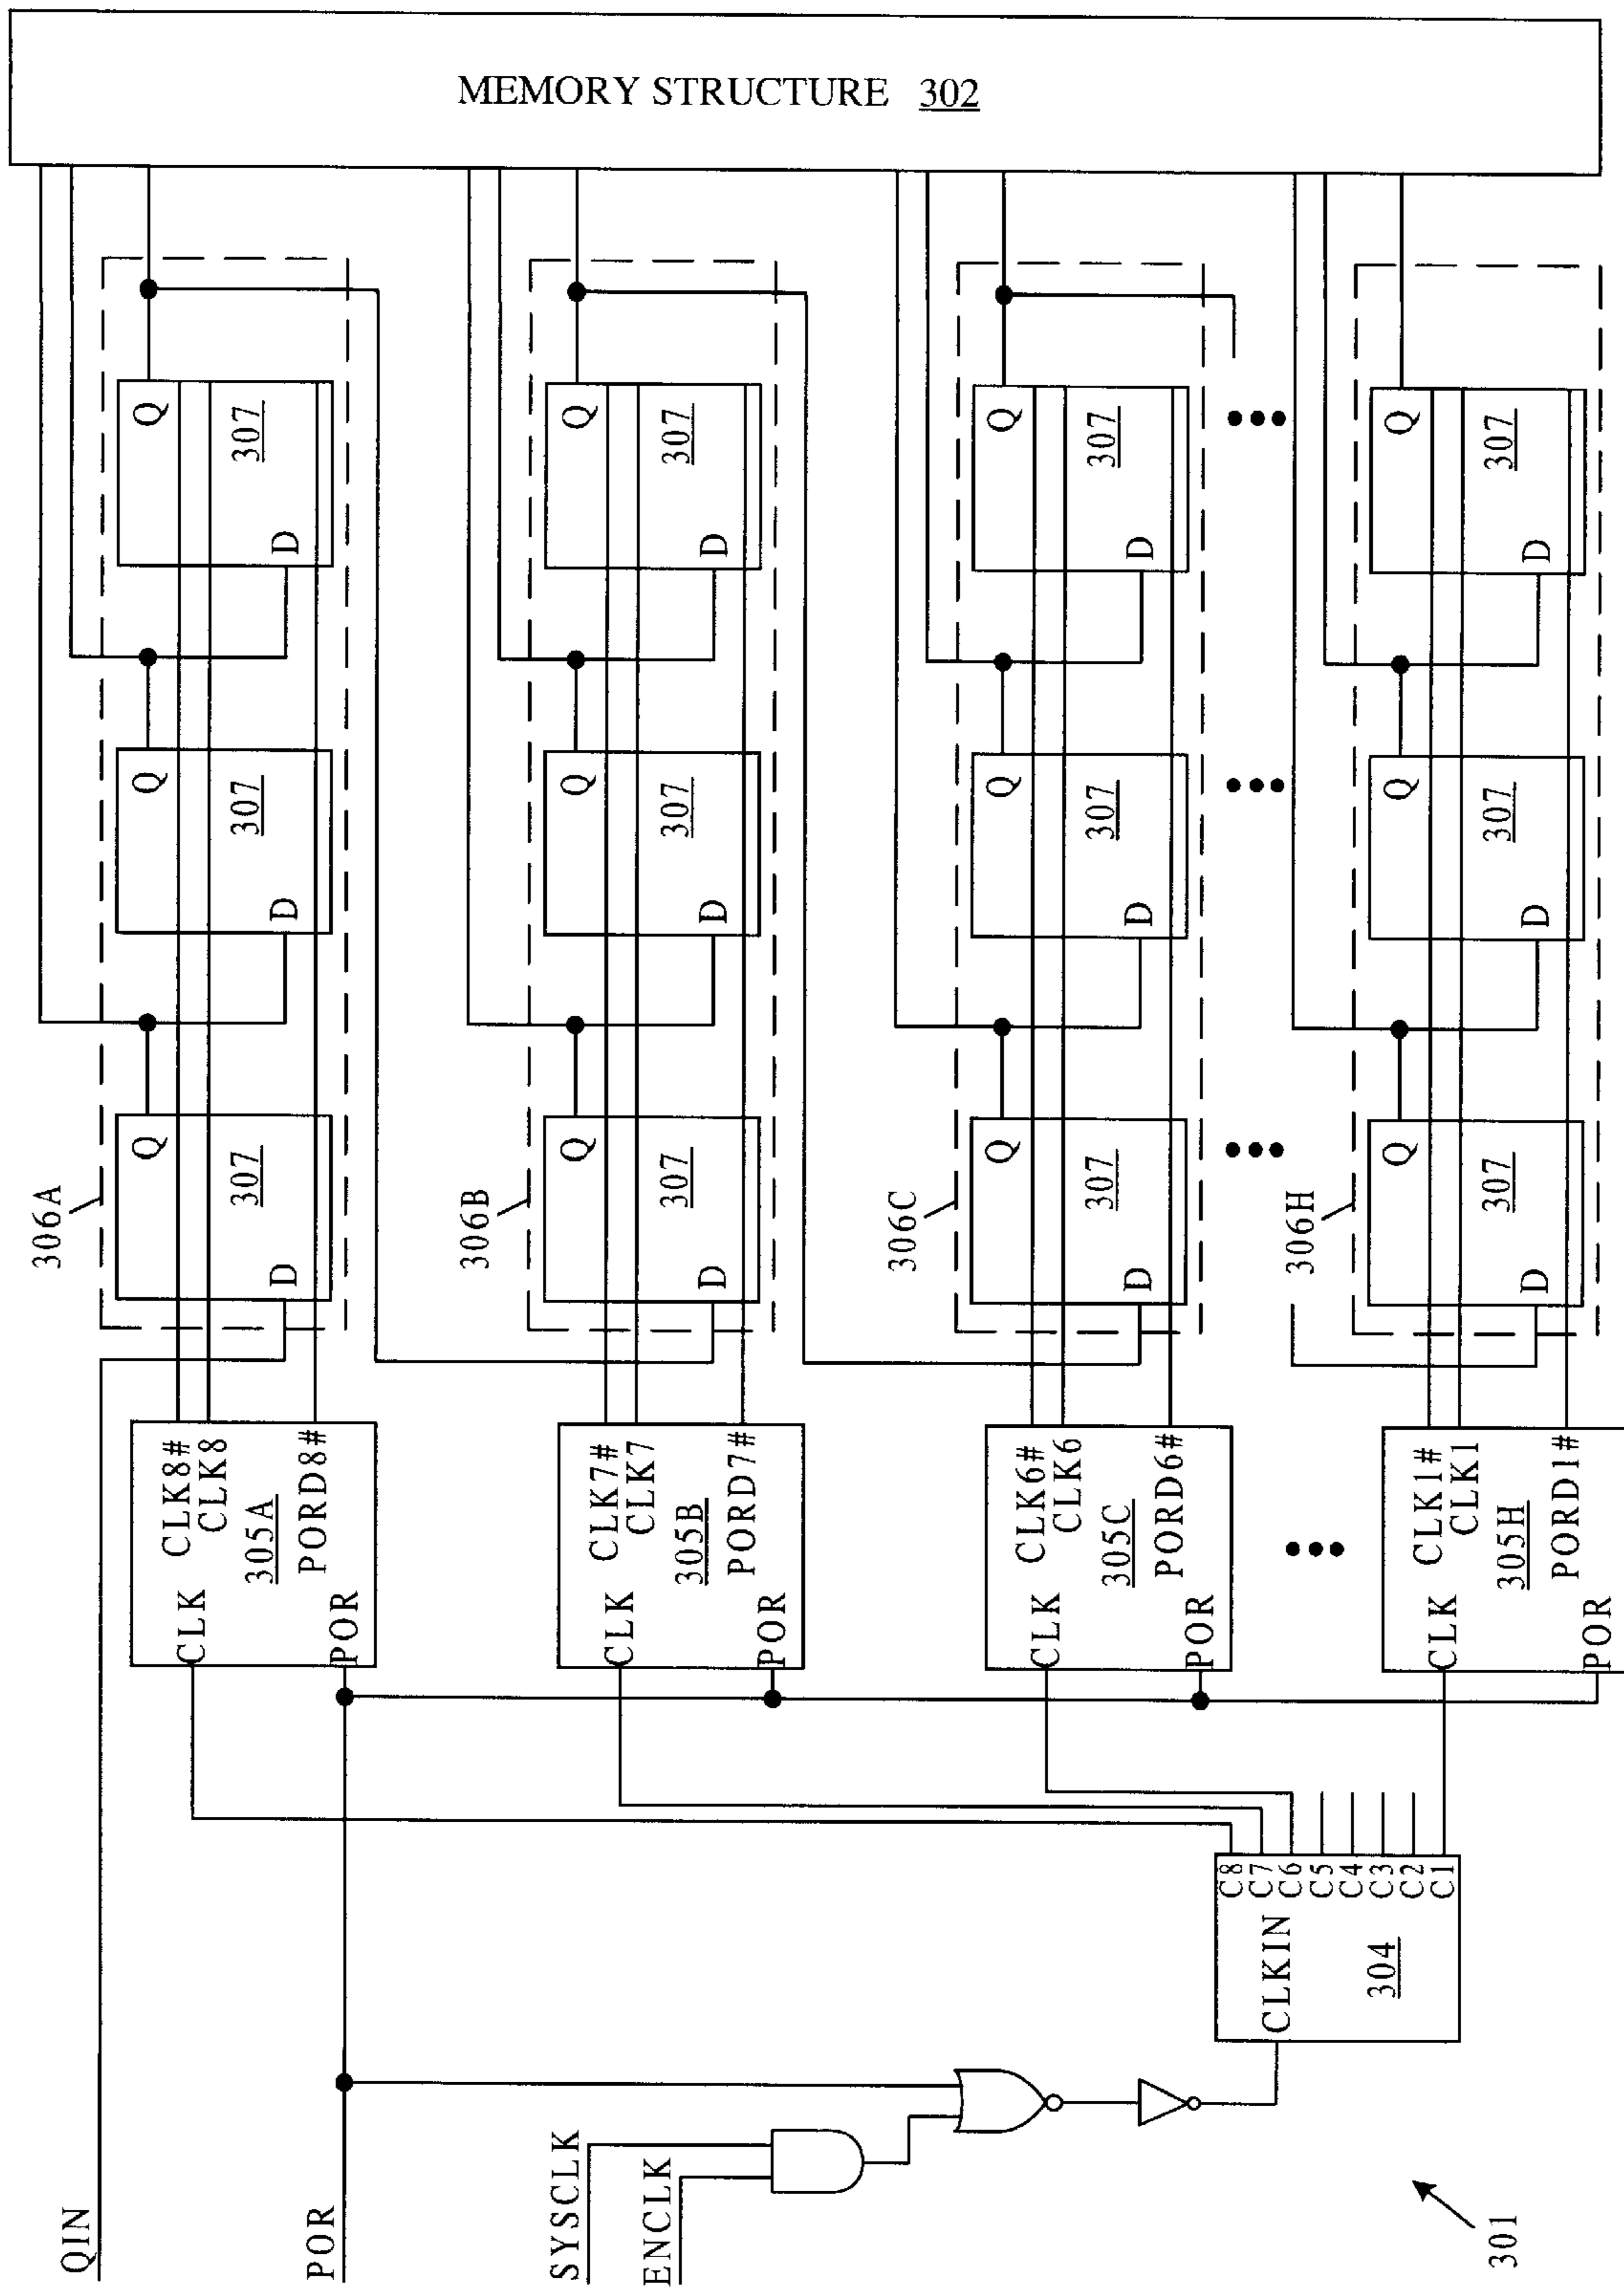 MEMORY STRUCTURE 302
306A
Q
307
D
Q
307
D
Q
307
D
306B
Q
307
D
Q
307
D
Q
307
D
306C
Q
307
D
Q
307
D
Q
307
D
306H
Q
307
D
Q
307
D
Q
307
D
CLK
CLK8#
CLK8
305A
PORD8#
POR
CLK
CLK7#
CLK7
305B
PORD7#
POR
CLK
CLK6#
CLK6
305C
PORD6#
POR
CLK
CLK1#
CLK1
305H
PORD1#
POR
C8
C7
C6
C5
C4
C3
C2
C1
CLKIN
304
QIN
POR
SYSCLK
ENCLK
301